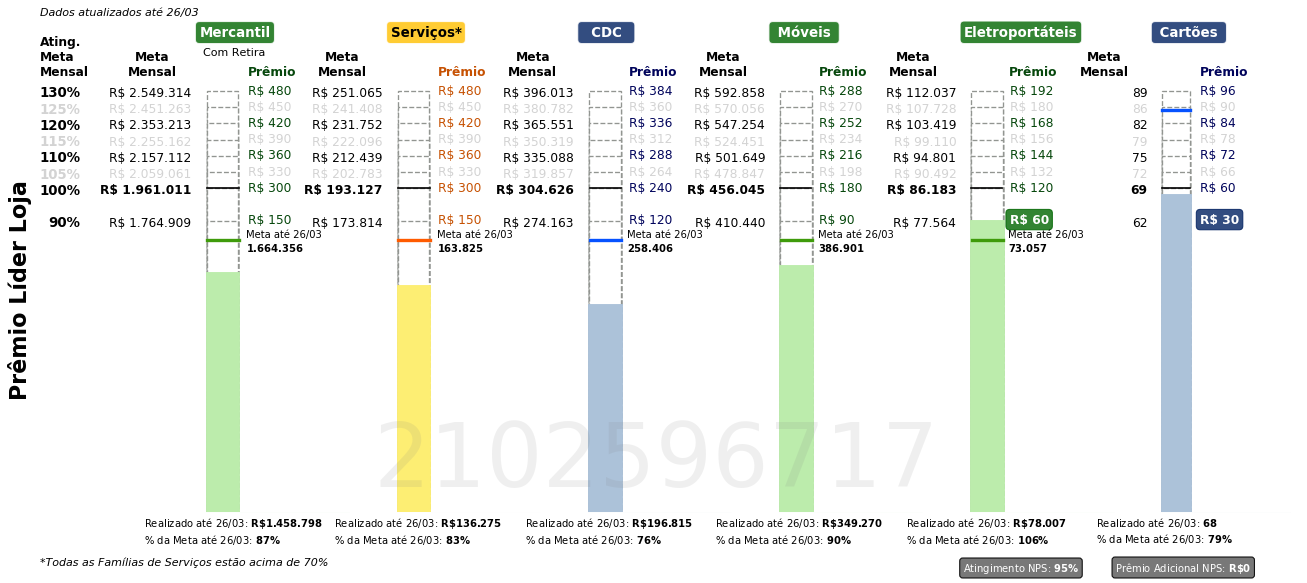 Dados atualizados até 26/03
Mercantil Serviços* CDC Móveis Eletroportáteis Cartões
Com Retira
Ating. Meta Mensal
Meta Mensal Prêmio Meta Mensal Prêmio Meta Mensal Prêmio Meta Mensal Prêmio Meta Mensal Prêmio Meta Mensal Prêmio
130% R$ 2.549.314 R$ 480 R$ 251.065 R$ 480 R$ 396.013 R$ 384 R$ 592.858 R$ 288 R$ 112.037 R$ 192 89 R$ 96
125% R$ 2.451.263 R$ 450 R$ 241.408 R$ 450 R$ 380.782 R$ 360 R$ 570.056 R$ 270 R$ 107.728 R$ 180 86 R$ 90
120% R$ 2.353.213 R$ 420 R$ 231.752 R$ 420 R$ 365.551 R$ 336 R$ 547.254 R$ 252 R$ 103.419 R$ 168 82 R$ 84
115% R$ 2.255.162 R$ 390 R$ 222.096 R$ 390 R$ 350.319 R$ 312 R$ 524.451 R$ 234 R$ 99.110 R$ 156 79 R$ 78
110% R$ 2.157.112 R$ 360 R$ 212.439 R$ 360 R$ 335.088 R$ 288 R$ 501.649 R$ 216 R$ 94.801 R$ 144 75 R$ 72
105% R$ 2.059.061 R$ 330 R$ 202.783 R$ 330 R$ 319.857 R$ 264 R$ 478.847 R$ 198 R$ 90.492 R$ 132 72 R$ 66
100% R$ 1.961.011 R$ 300 R$ 193.127 R$ 300 R$ 304.626 R$ 240 R$ 456.045 R$ 180 R$ 86.183 R$ 120 69 R$ 60
90% R$ 1.764.909 R$ 150 R$ 173.814 R$ 150 R$ 274.163 R$ 120 R$ 410.440 R$ 90 R$ 77.564 R$ 60 62 R$ 30
Meta até 26/03 Meta até 26/03 Meta até 26/03 Meta até 26/03 Meta até 26/03
1.664.356 163.825 258.406 386.901 73.057
Prêmio Líder Loja
2102596717
Realizado até 26/03: R$1.458.798 Realizado até 26/03: R$136.275 Realizado até 26/03: R$196.815 Realizado até 26/03: R$349.270 Realizado até 26/03: R$78.007 Realizado até 26/03: 68
% da Meta até 26/03: 87% % da Meta até 26/03: 83% % da Meta até 26/03: 76% % da Meta até 26/03: 90% % da Meta até 26/03: 106% % da Meta até 26/03: 79%
*Todas as Famílias de Serviços estão acima de 70%
Atingimento NPS: 95% Prêmio Adicional NPS: R$0